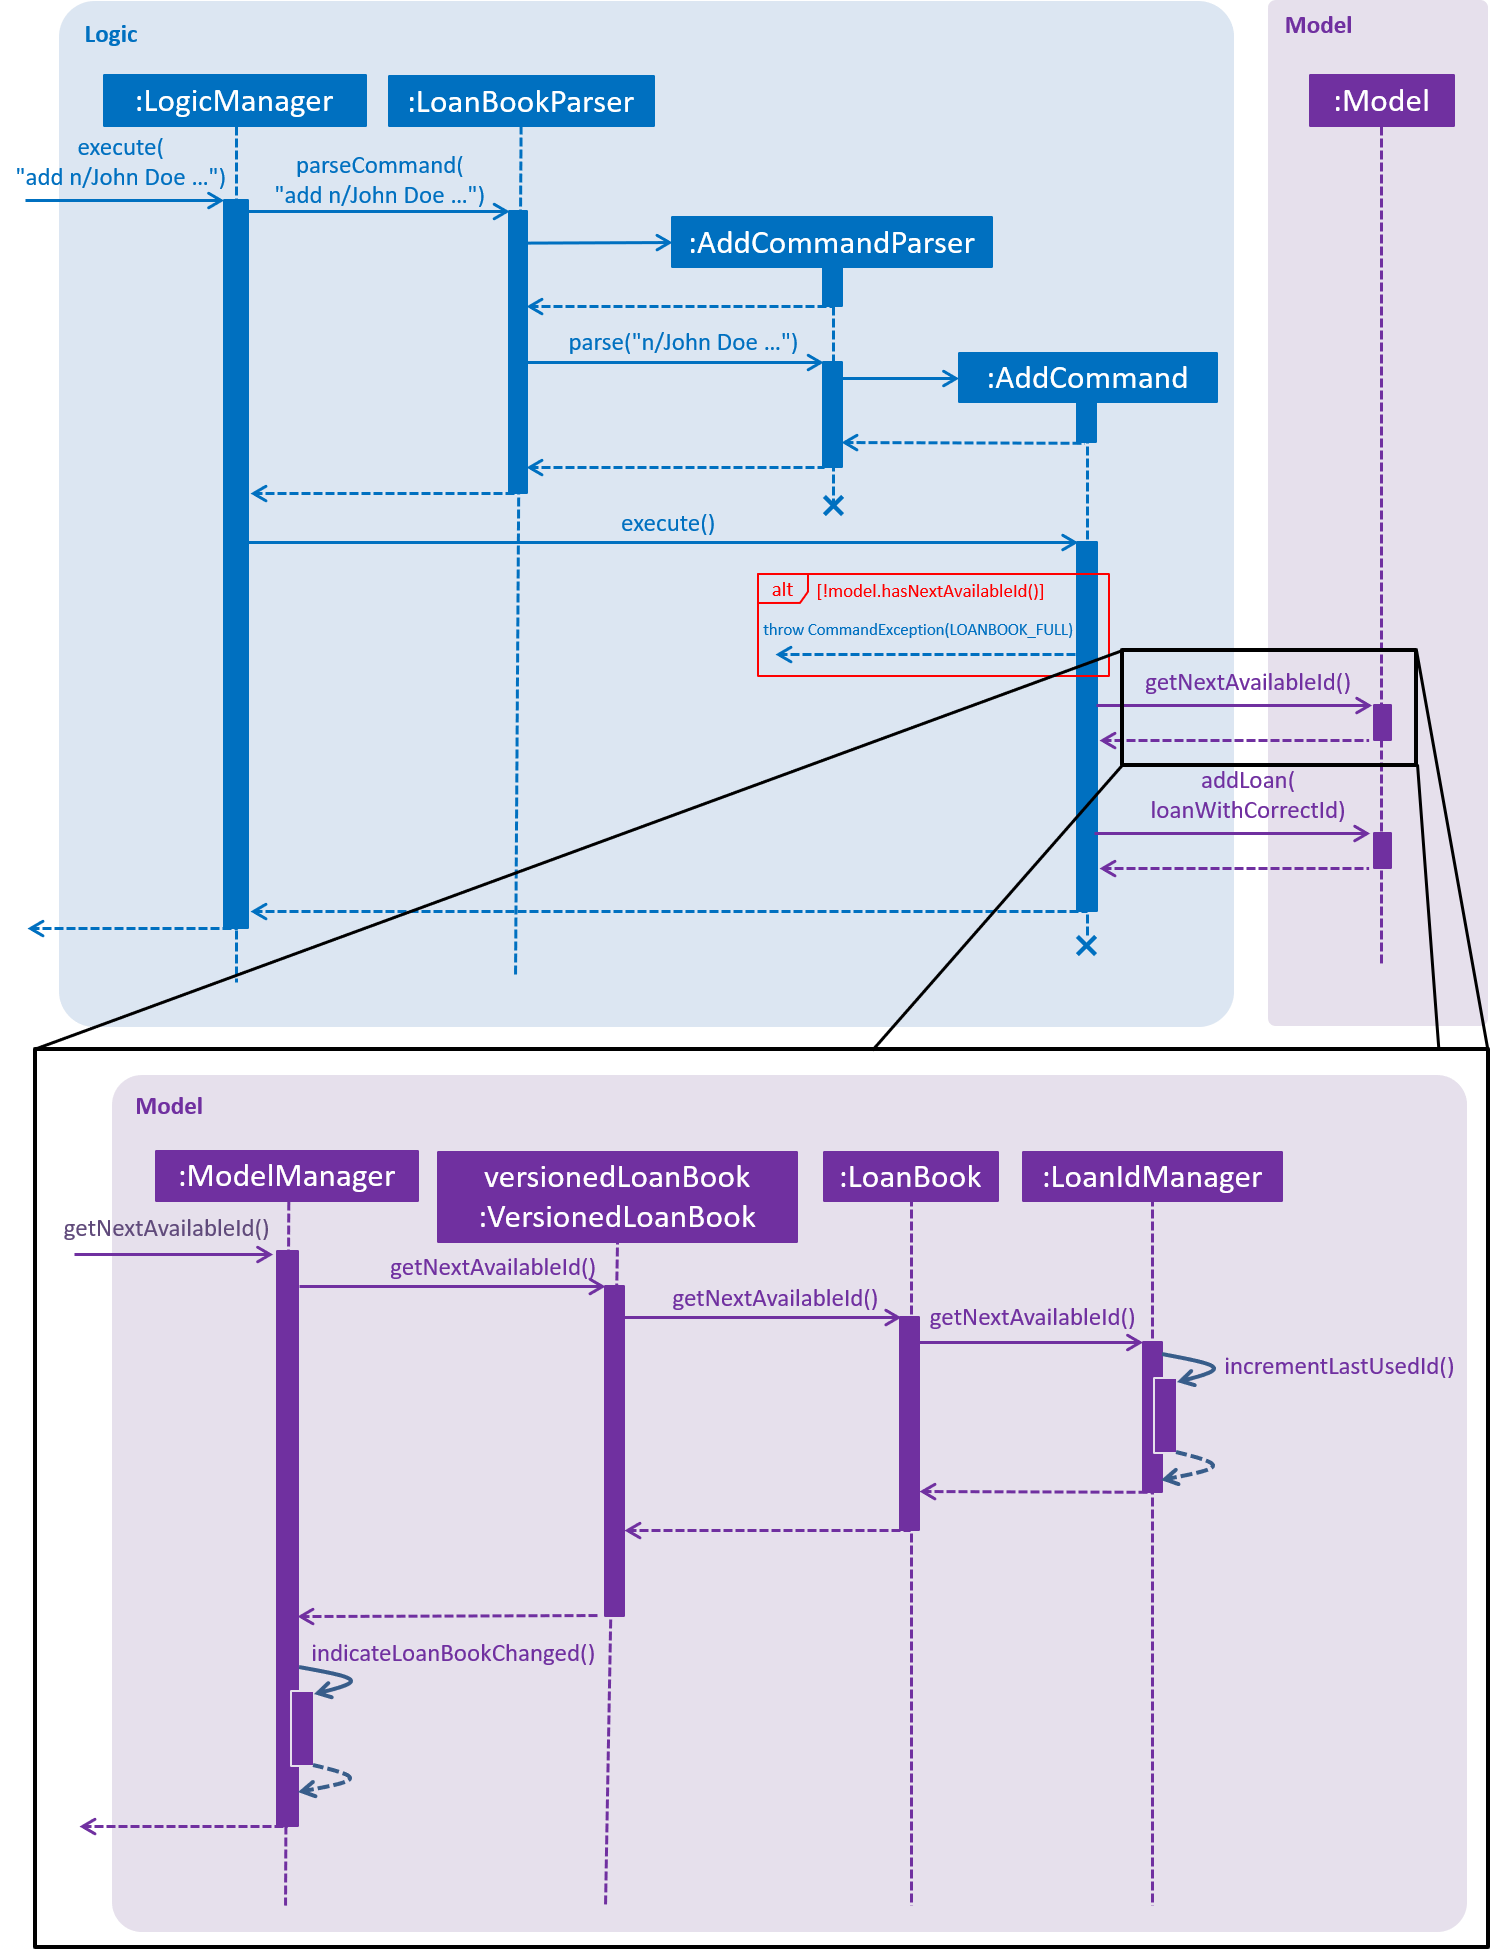 Logic
Model
:LogicManager
:LoanBookParser
:Model
execute(
"add n/John Doe ...")
parseCommand(
"add n/John Doe ...")
:AddCommandParser
parse("n/John Doe ...")
:AddCommand
execute()
alt
[!model.hasNextAvailableId()]
throw CommandException(LOANBOOK_FULL)
getNextAvailableId()
addLoan(
loanWithCorrectId)
Model
:ModelManager
versionedLoanBook
:VersionedLoanBook
:LoanBook
:LoanIdManager
getNextAvailableId()
getNextAvailableId()
getNextAvailableId()
getNextAvailableId()
incrementLastUsedId()
indicateLoanBookChanged()